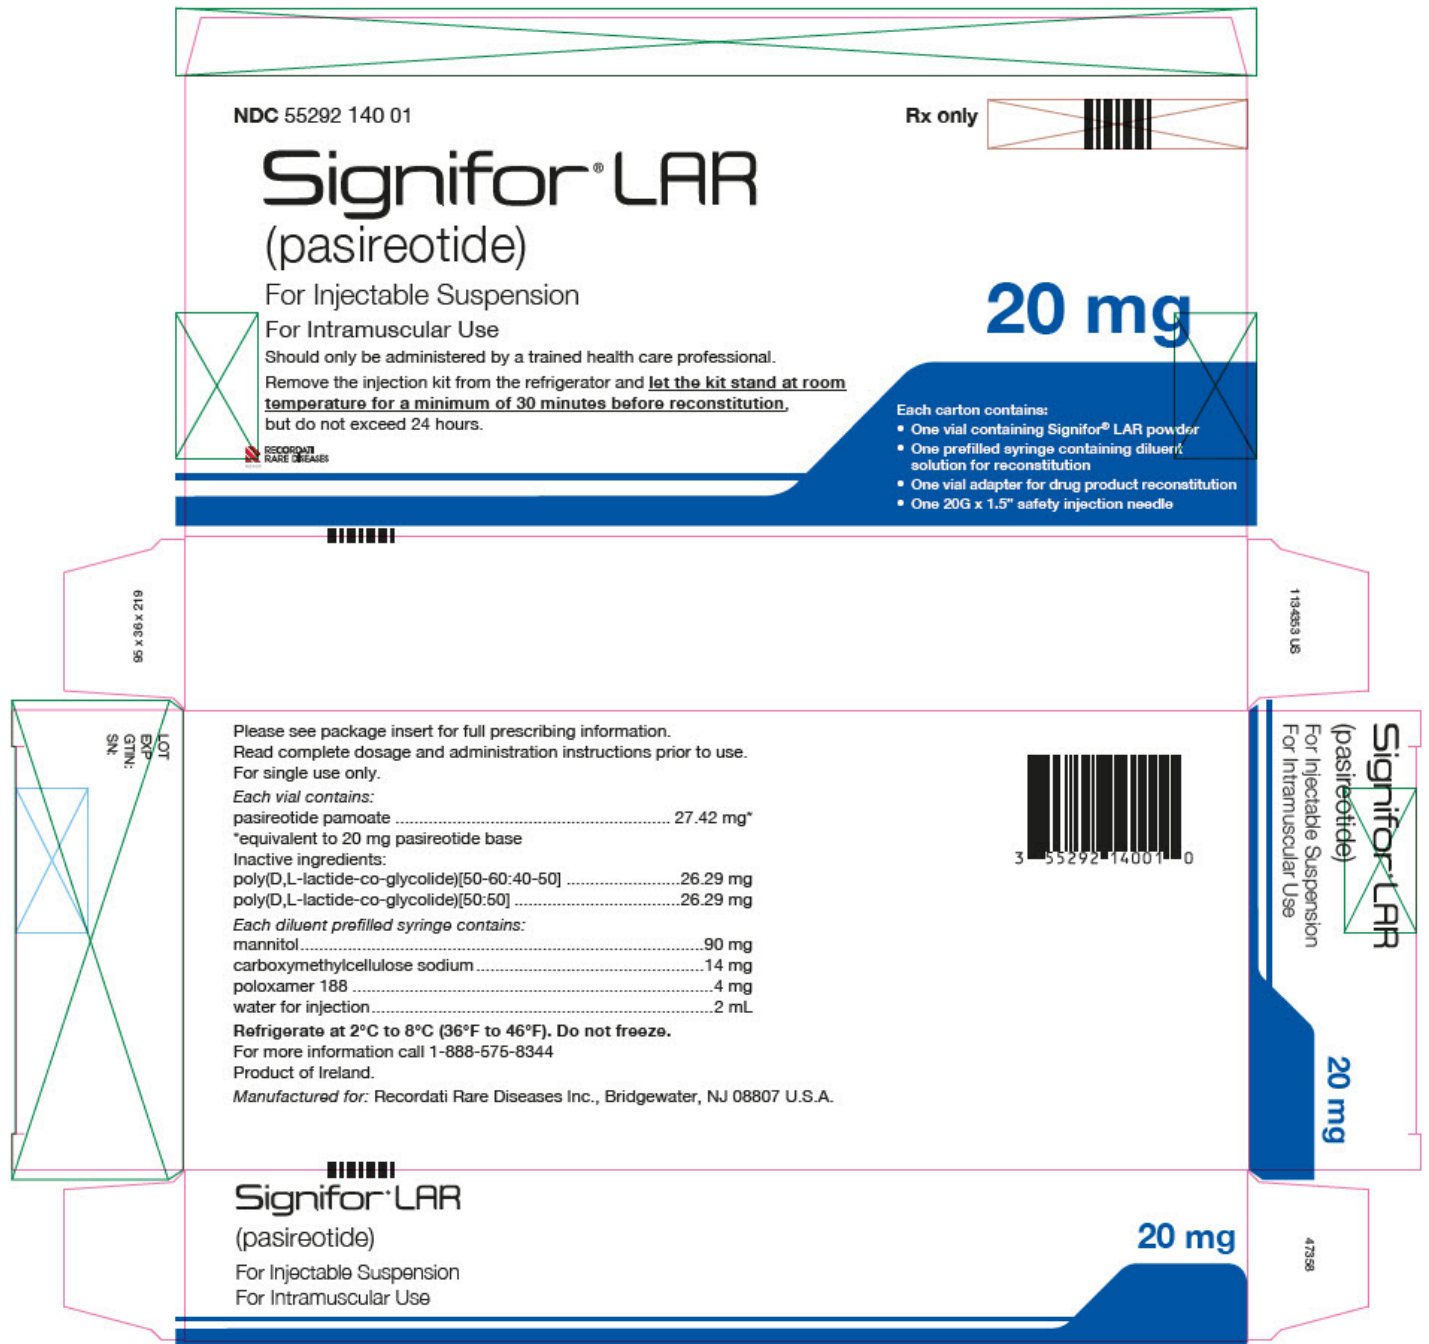 NDC 55292 140 01
Rx only
Signifor® LAR
(pasireotide)
For Injectable Suspension
For Intramuscular Use
20 mg
Should only be administered by a trained health care professional.
Remove the injection kit from the refrigerator and let the kit stand at room
temperature for a minimum of 30 minutes before reconstitution,
but do not exceed 24 hours.
RECORDATI
RARE DISEASES
Each carton contains:
• One vial containing Signifor® LAR powder
• One prefilled syringe containing diluent
solution for reconstitution
• One vial adapter for drug product reconstitution
• One 20G x 1.5" safety injection needle
95 x 36 x 219
1134353 US
LOT
EXP
GTIN:
SN:
Please see package insert for full prescribing information.
Read complete dosage and administration instructions prior to use.
For single use only.
Each vial contains:
pasireotide pamoate ........................................................... 27.42 mg*
*equivalent to 20 mg pasireotide base
Inactive ingredients:
poly(D,L-lactide-co-glycolide)[50-60:40-50] ........................26.29 mg
poly(D,L-lactide-co-glycolide)[50:50] ...................................26.29 mg
Each diluent prefilled syringe contains:
mannitol......................................................................................90 mg
carboxymethylcellulose sodium.................................................14 mg
poloxamer 188 .............................................................................4 mg
water for injection.........................................................................2 mL
Refrigerate at 2°C to 8°C (36°F to 46°F). Do not freeze.
For more information call 1-888-575-8344
Product of Ireland.
Manufactured for: Recordati Rare Diseases Inc., Bridgewater, NJ 08807 U.S.A.
3 55292 14001 0
Signifor® LAR
(pasireotide)
For Injectable Suspension
For Intramuscular Use
20 mg
Signifor® LAR
(pasireotide)
For Injectable Suspension
For Intramuscular Use
20 mg
47358